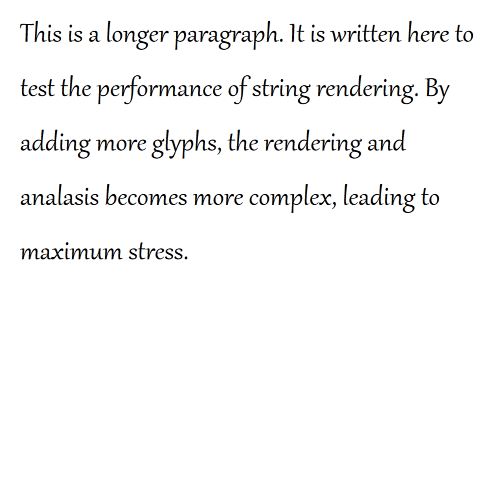 This is a longer paragraph. It is written here to
test the performance of string rendering. By
adding more glyphs, the rendering and
analasis becomes more complex, leading to
maximum stress.